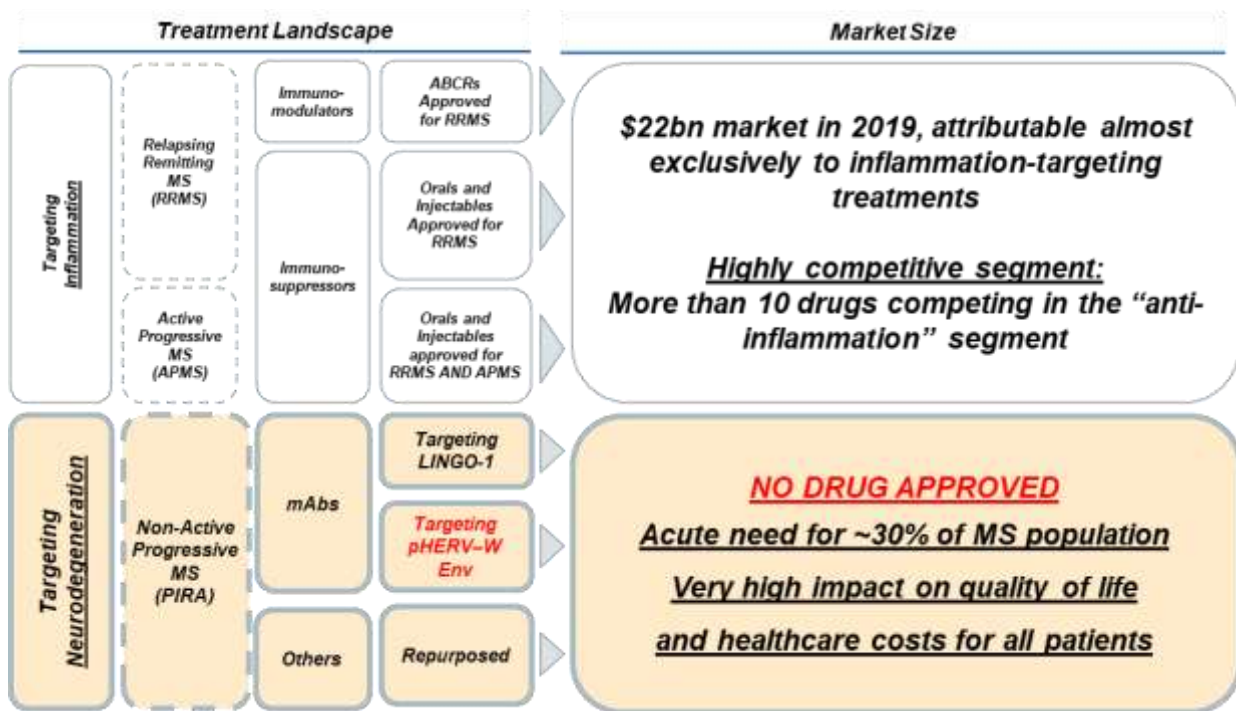 Treatment Landscape
Market Size
Targeting
Inflammation
Relapsing
Remitting
MS
(RRMS)
Active
Progressive
MS
(APMS)
Immuno-
modulators
Immuno-
suppressors
ABCRs
Approved
for RRMS
Orals and
Injectables
Approved for
RRMS
Orals and
Injectables
approved for
RRMS AND APMS
$22bn market in 2019, attributable almost
exclusively to inflammation-targeting
treatments
Highly competitive segment:
More than 10 drugs competing in the “anti-
inflammation” segment
Targeting
Neurodegeneration
Non-Active
Progressive
MS
(PIRA)
mAbs
Others
Targeting
LINGO-1
Targeting
pHERV–W
Env
Repurposed
NO DRUG APPROVED
Acute need for ~30% of MS population
Very high impact on quality of life
and healthcare costs for all patients